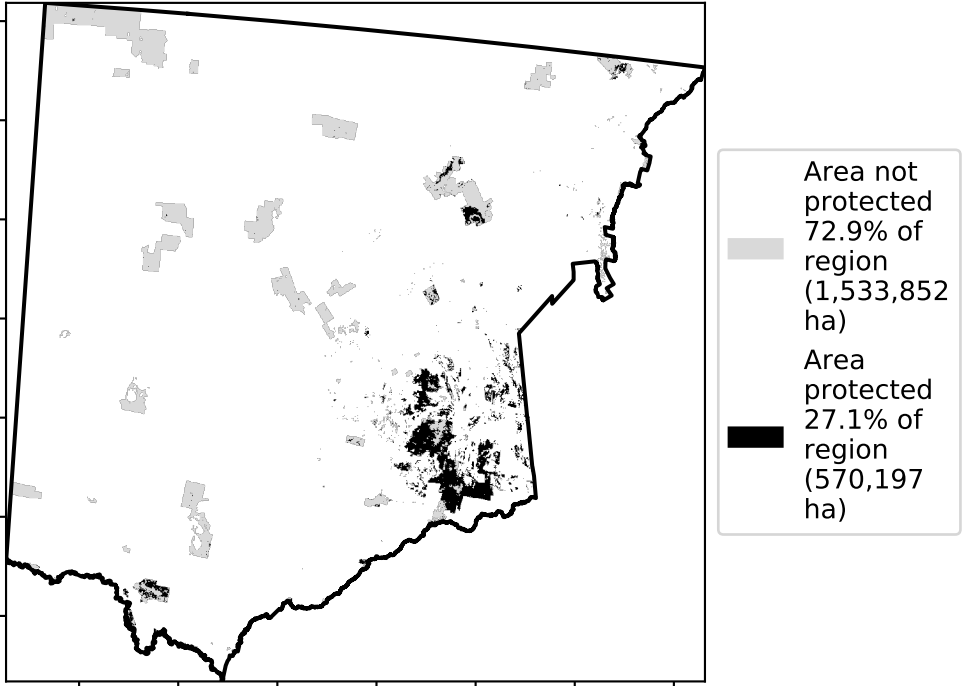 Area not
protected
72.9% of
region
(1,533,852
ha)
Area
protected
27.1% of
region
(570,197
ha)